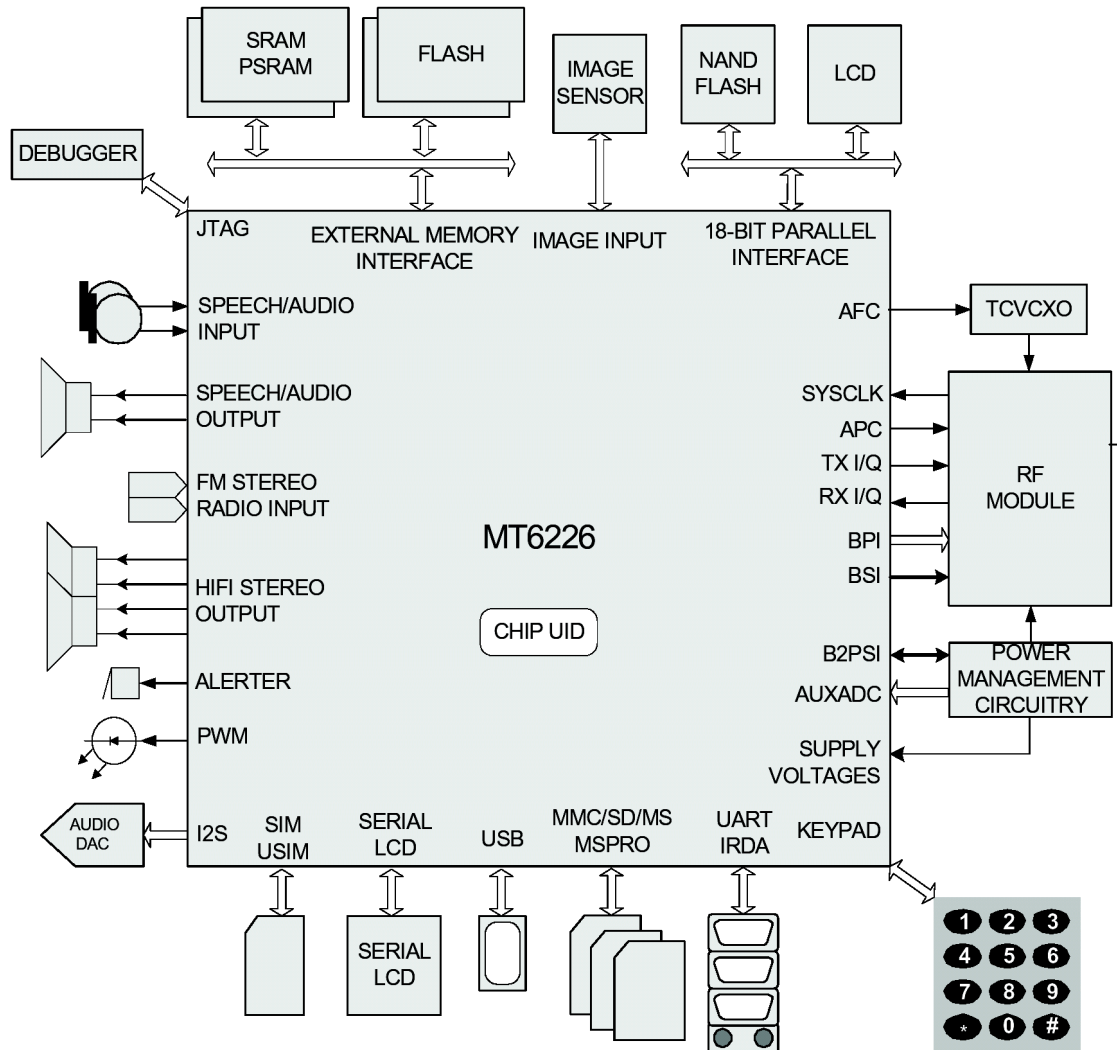 SRAM
PSRAM
FLASH
IMAGE
SENSOR
NAND
FLASH
LCD
DEBUGGER
JTAG
EXTERNAL MEMORY
INTERFACE
IMAGE INPUT
18-BIT PARALLEL
INTERFACE
SPEECH/AUDIO
INPUT
AFC
TCVCXO
SPEECH/AUDIO
OUTPUT
SYSCLK
APC
TX I/Q
RX I/Q
BPI
BSI
RF
MODULE
FM STEREO
RADIO INPUT
MT6226
HIFI STEREO
OUTPUT
CHIP UID
B2PSI
AUXADC
POWER
MANAGEMENT
CIRCUITRY
ALERTER
PWM
SUPPLY
VOLTAGES
AUDIO
DAC
I2S
SIM
USIM
SERIAL
LCD
USB
MMC/SD/MS
MSPRO
UART
IRDA
KEYPAD
SERIAL
LCD
1 2 3
4 5 6
7 8 9
* 0 #